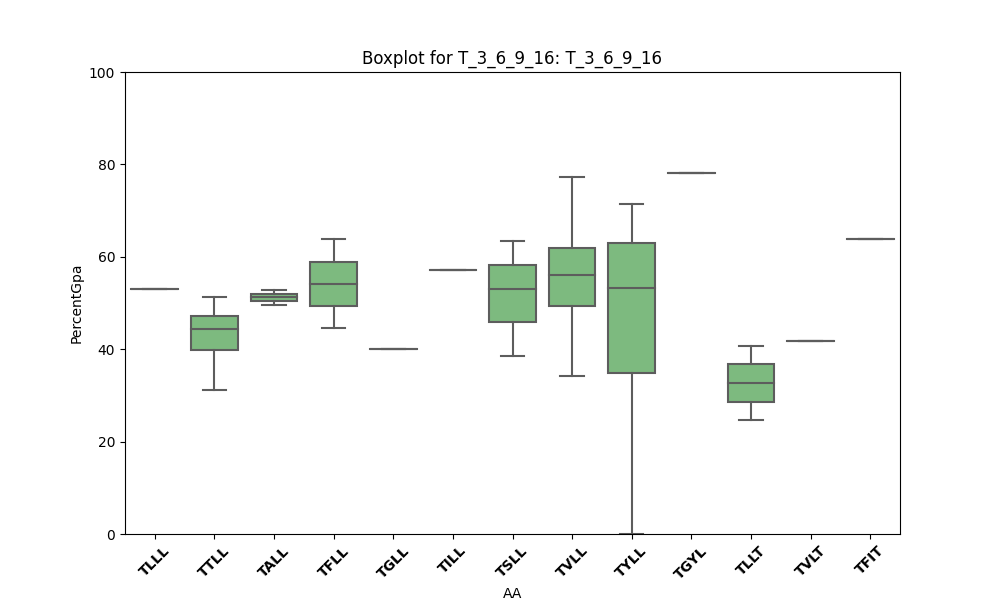 Boxplot for T_3_6_9_16: T_3_6_9_16
100
80
60
40
20
0
PercentGpa
TLLL TTLL TALL TFLL TGLL TILL TSLL TVLL TYLL TGYL TLLT TVLT TFIT
AA